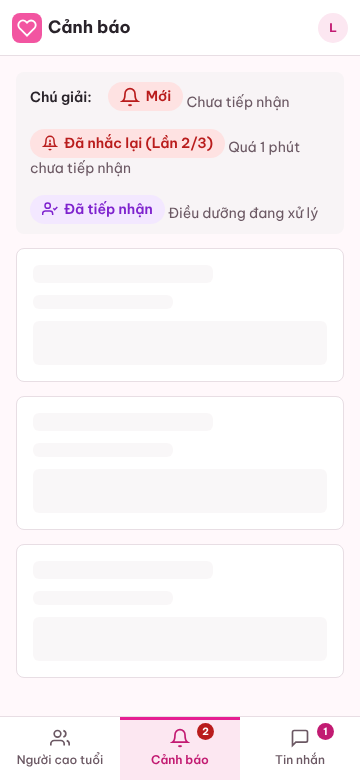 Cảnh báo
L
Chú giải: Mới Chưa tiếp nhận
Đã nhắc lại (Lần 2/3) Quá 1 phút
chưa tiếp nhận
Đã tiếp nhận Điều dưỡng đang xử lý
2
1
Người cao tuổi Cảnh báo Tin nhắn